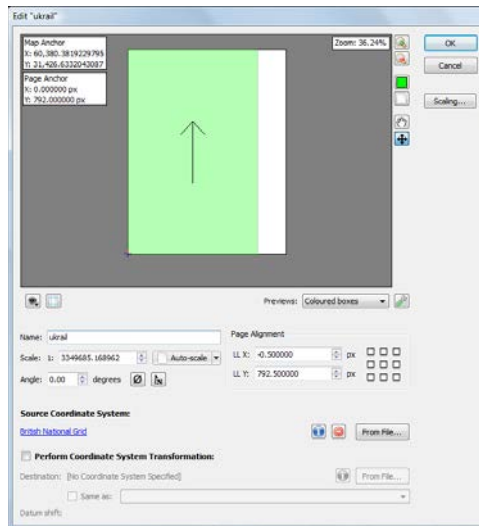 Edit "ukrail"
Map Anchor
X: 60,380.3819229795
Y: 31,426.6332043087
Page Anchor
X: 0.000000 px
Y: 792.000000 px
Zoom: 36.24%
OK
Cancel
Scaling...
Previews: Coloured boxes
Name: ukrail
Scale: 1: 3349685.168962 Auto-scale
Angle: 0.00 degrees
Page Alignment
LL X: -0.500000 px
LL Y: 792.500000 px
Source Coordinate System:
British National Grid
From File...
Perform Coordinate System Transformation:
Destination: [No Coordinate System Specified]
From File...
Same as:
Datum shift: